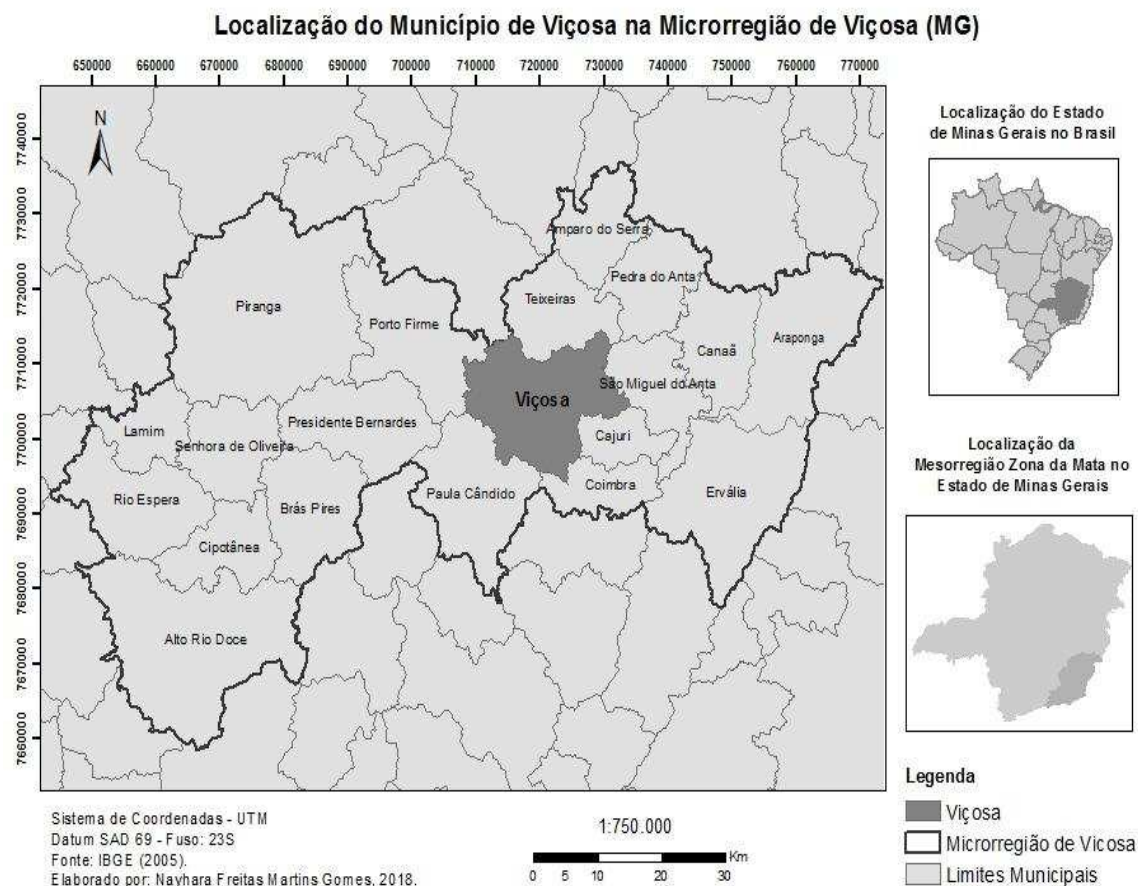 Localização do Município de Viçosa na Microrregião de Viçosa (MG)
650000 660000 670000 680000 690000 700000 710000 720000 730000 740000 750000 760000 770000
7740000
7730000
7720000
7710000
7700000
7690000
7680000
7670000
7660000
N
Amparo do Serra
Pedra do Anta
Teixeiras
Piranga
Porto Firme
Araponga
Canaã
São Miguel do Anta
Viçosa
Presidente Bernardes
Lamim
Senhora de Oliveira
Cajuri
Coimbra
Ervália
Paula Cândido
Rio Espera
Brás Pires
Cipotânea
Alto Rio Doce
Localização do Estado
de Minas Gerais no Brasil
Localização da
Mesorregião Zona da Mata no
Estado de Minas Gerais
Legenda
Viçosa
Microrregião de Vicosa
Limites Municipais
Sistema de Coordenadas - UTM
Datum SAD 69 - Fuso: 23S
Fonte: IBGE (2005).
Elaborado por: Nayhara Freitas Martins Gomes, 2018.
1:750.000
Km
0 5 10 20 30